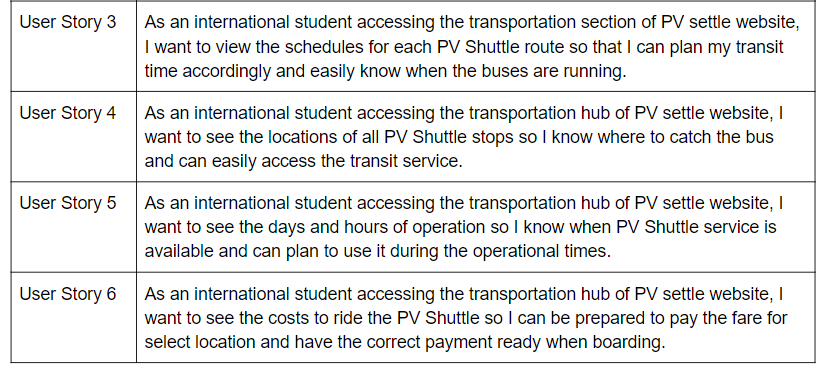 User Story 3
As an international student accessing the transportation section of PV settle website,
I want to view the schedules for each PV Shuttle route so that I can plan my transit
time accordingly and easily know when the buses are running.
User Story 4
As an international student accessing the transportation hub of PV settle website, I
want to see the locations of all PV Shuttle stops so I know where to catch the bus
and can easily access the transit service.
User Story 5
As an international student accessing the transportation hub of PV settle website, I
want to see the days and hours of operation so I know when PV Shuttle service is
available and can plan to use it during the operational times.
User Story 6
As an international student accessing the transportation hub of PV settle website, I
want to see the costs to ride the PV Shuttle so I can be prepared to pay the fare for
select location and have the correct payment ready when boarding.